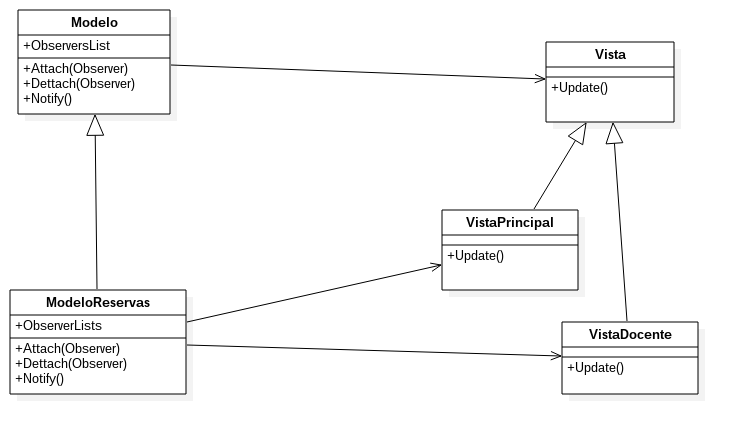 Modelo
+ObserversList
+Attach(Observer)
+Dettach(Observer)
+Notify()
Vista
+Update()
VistaPrincipal
+Update()
ModeloReservas
+ObserverLists
+Attach(Observer)
+Dettach(Observer)
+Notify()
VistaDocente
+Update()